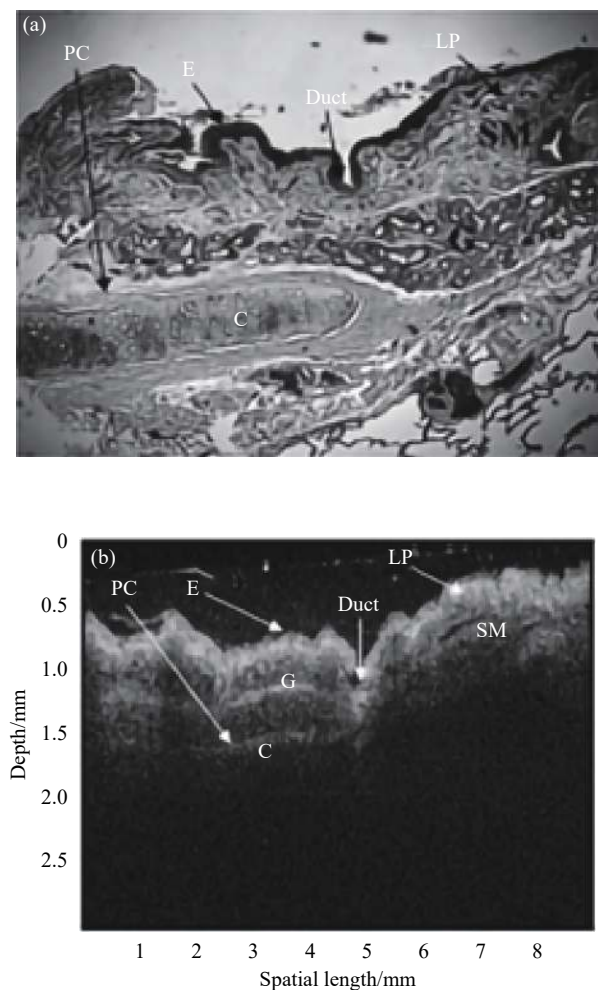 (a)
PC
E
LP
Duct
SM
C
0
(b)
LP
PC
E
0.5
Duct
SM
1.0
G
1.5
C
Depth/mm
2.0
2.5
1 2 3 4 5 6 7 8
Spatial length/mm